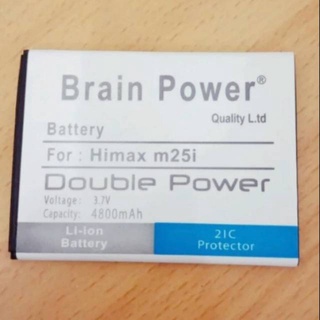 Brain Power®
Quality L.td
Battery
For : Himax m25i
Double Power
Voltage: 3.7V
Capacity: 4800mAh
LI-Ion
Battery
2IC
Protector